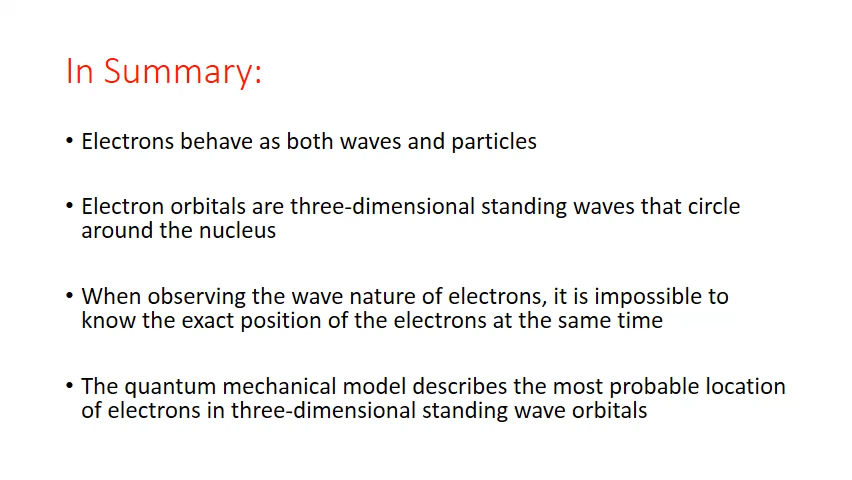 In Summary:
• Electrons behave as both waves and particles
• Electron orbitals are three-dimensional standing waves that circle
around the nucleus
• When observing the wave nature of electrons, it is impossible to
know the exact position of the electrons at the same time
• The quantum mechanical model describes the most probable location
of electrons in three-dimensional standing wave orbitals